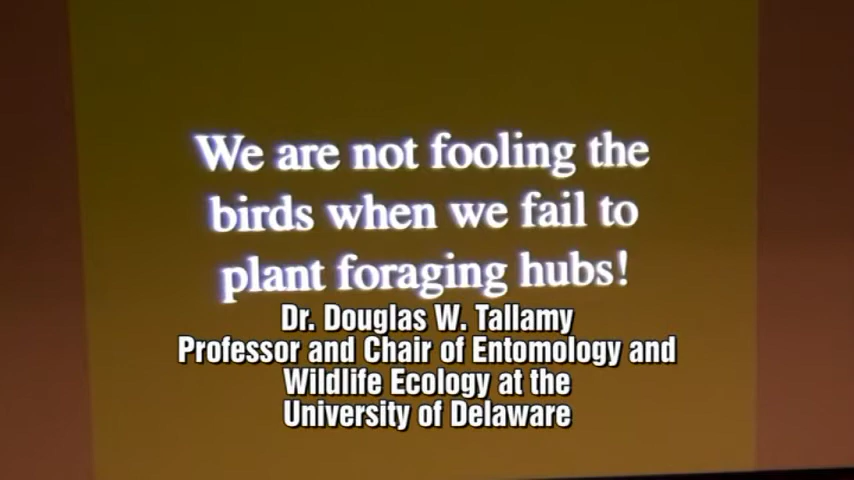 We are not fooling the
birds when we fail to
plant foraging hubs!
Dr. Douglas W. Tallamy
Professor and Chair of Entomology and
Wildlife Ecology at the
University of Delaware